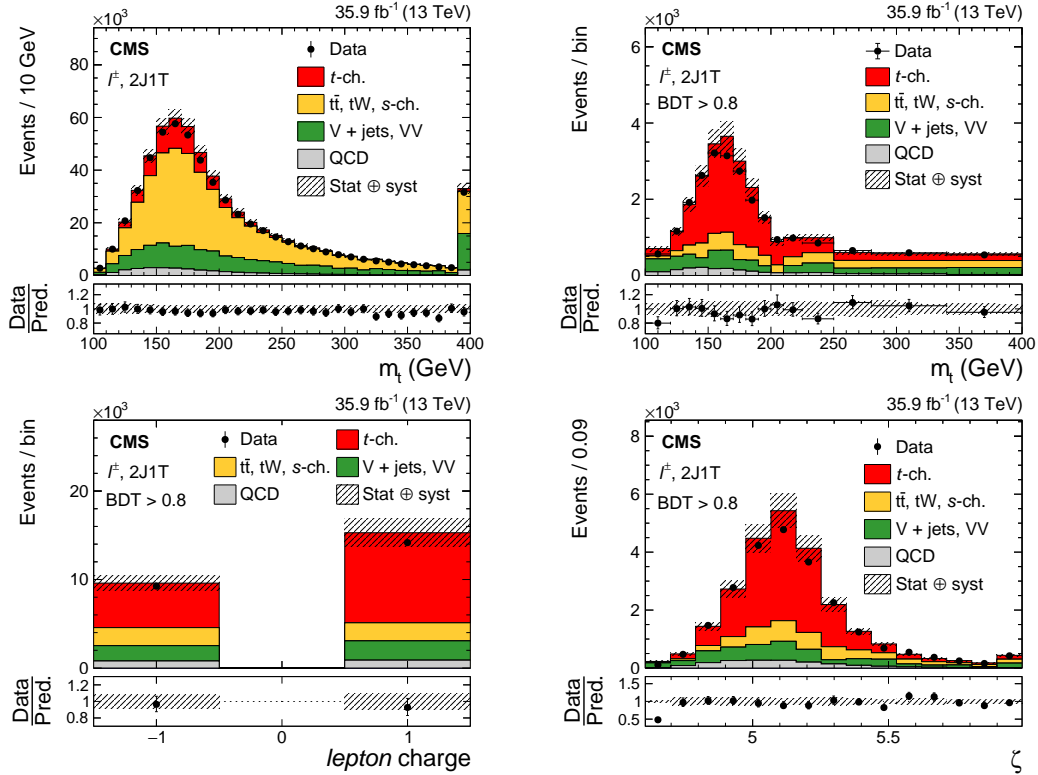 ×10³
35.9 fb⁻¹ (13 TeV)
CMS
l±, 2J1T
Data
t-ch.
tt̄, tW, s-ch.
V + jets, VV
QCD
Stat ⊕ syst
Events / 10 GeV
80
60
40
20
0
Data
Pred.
1.2
1.0
0.8
100 150 200 250 300 350 400
m_t (GeV)
×10³
35.9 fb⁻¹ (13 TeV)
CMS
l±, 2J1T
BDT > 0.8
Data
t-ch.
tt̄, tW, s-ch.
V + jets, VV
QCD
Stat ⊕ syst
Events / bin
6
4
2
0
Data
Pred.
1.2
1.0
0.8
100 150 200 250 300 350 400
m_t (GeV)
×10³
35.9 fb⁻¹ (13 TeV)
CMS
l±, 2J1T
BDT > 0.8
Data
t-ch.
tt̄, tW, s-ch.
V + jets, VV
QCD
Stat ⊕ syst
Events / bin
20
10
0
Data
Pred.
1.2
1.0
0.8
−1 0 1
lepton charge
×10³
35.9 fb⁻¹ (13 TeV)
CMS
l±, 2J1T
BDT > 0.8
Data
t-ch.
tt̄, tW, s-ch.
V + jets, VV
QCD
Stat ⊕ syst
Events / 0.09
8
6
4
2
0
Data
Pred.
1.5
1.0
0.5
5 5.5
ζ